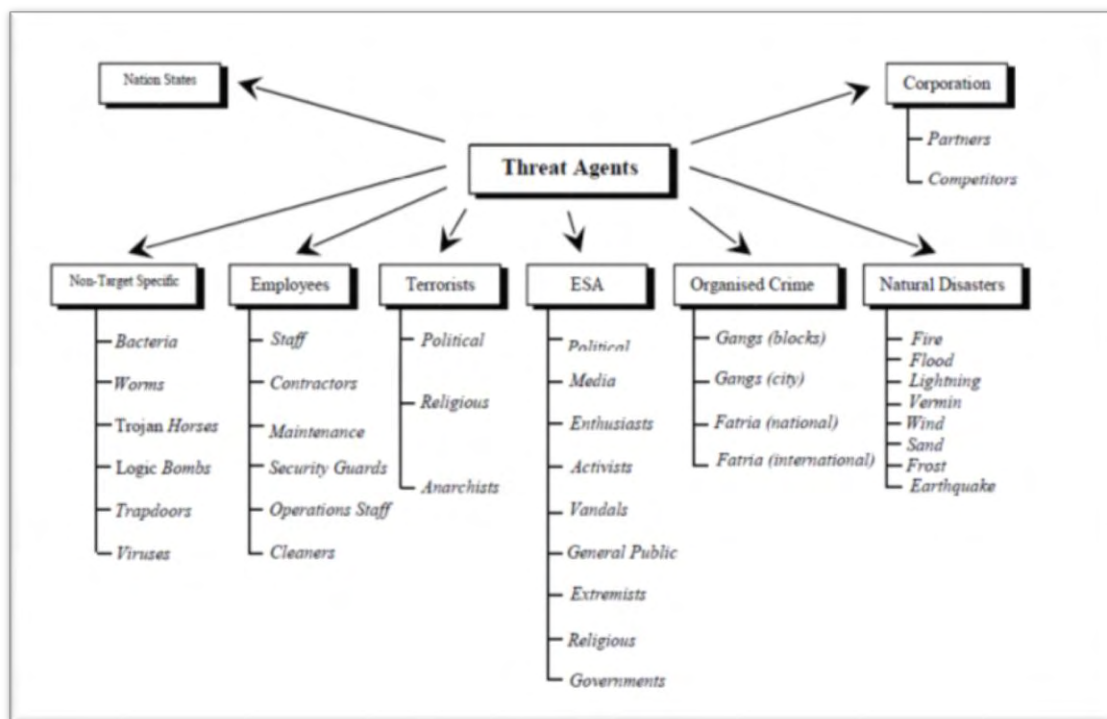 Nation States
Corporation
Partners
Competitors
Threat Agents
Non-Target Specific
Bacteria
Worms
Trojan Horses
Logic Bombs
Trapdoors
Viruses
Employees
Staff
Contractors
Maintenance
Security Guards
Operations Staff
Cleaners
Terrorists
Political
Religious
Anarchists
ESA
Political
Media
Enthusiasts
Activists
Vandals
General Public
Extremists
Religious
Governments
Organised Crime
Gangs (blocks)
Gangs (city)
Fatria (national)
Fatria (international)
Natural Disasters
Fire
Flood
Lightning
Vermin
Wind
Sand
Frost
Earthquake